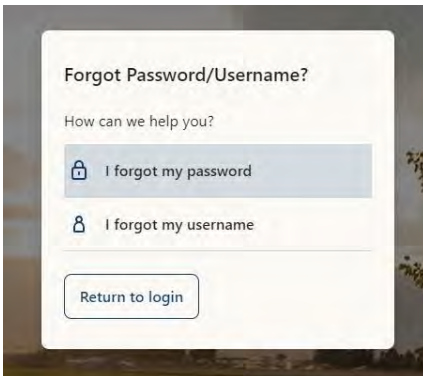 Forgot Password/Username?
How can we help you?
I forgot my password
I forgot my username
Return to login